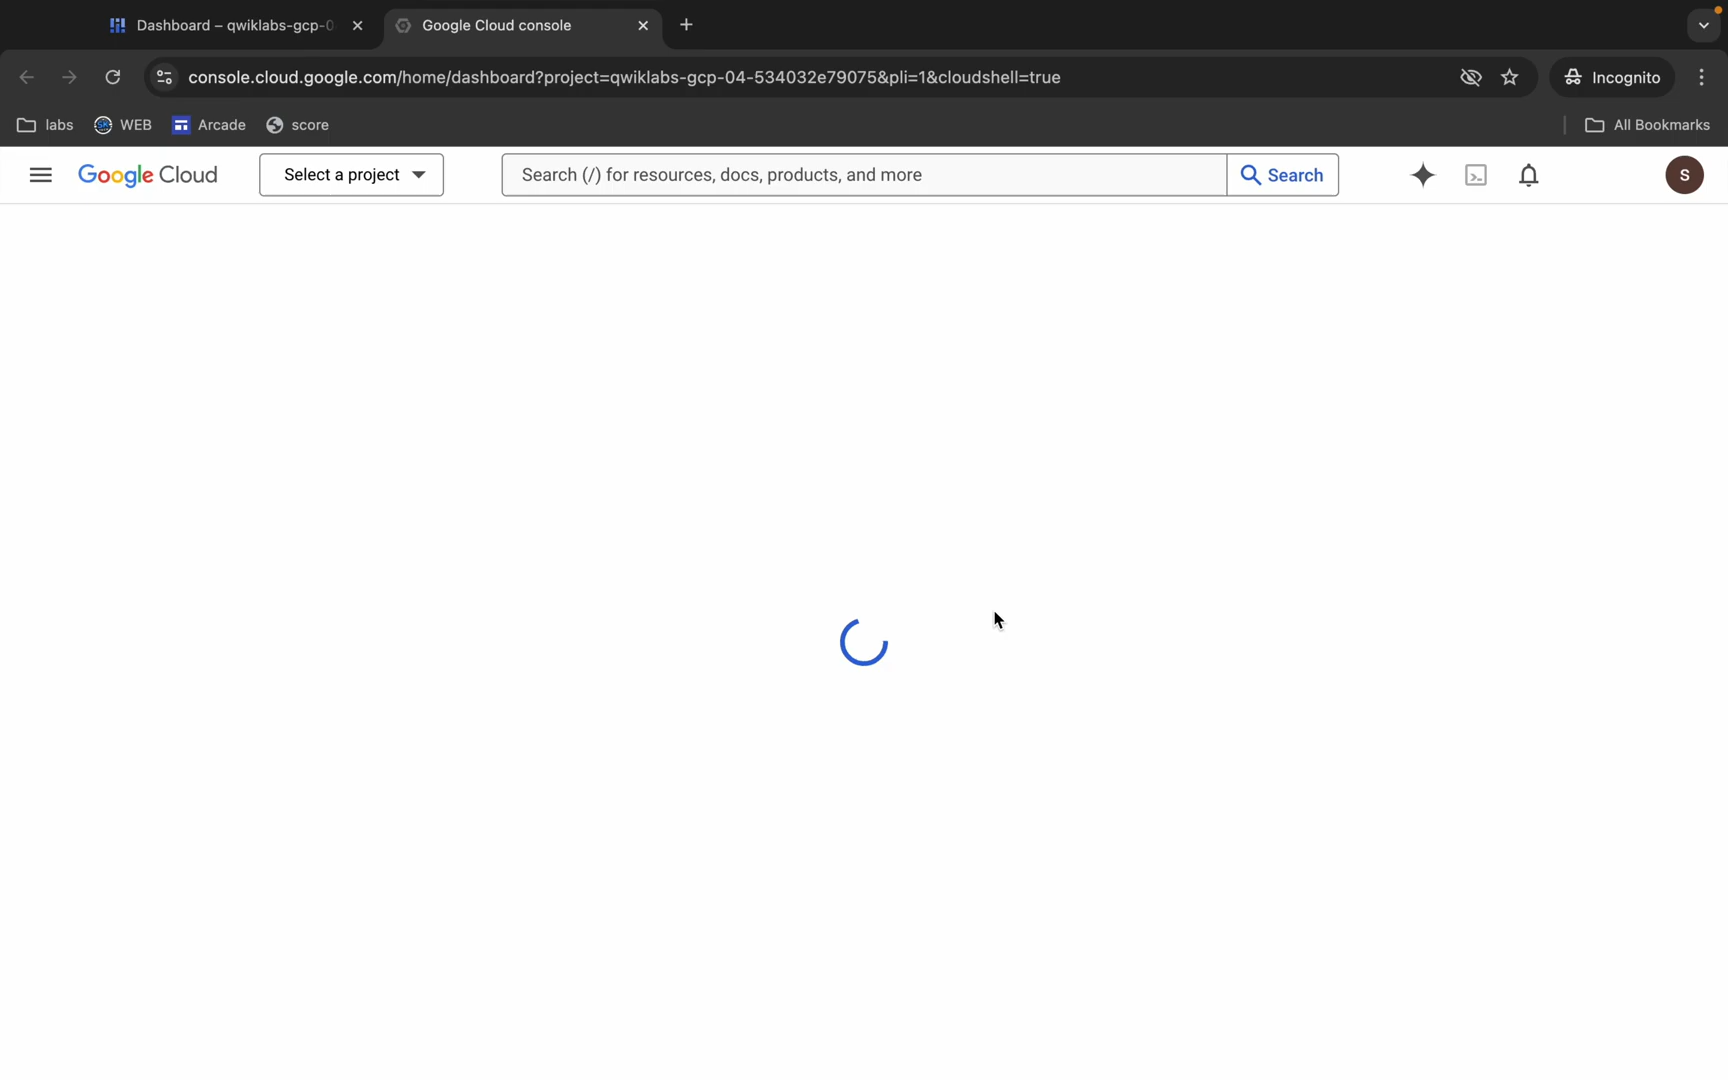 Dashboard – qwiklabs-gcp-0
Google Cloud console
console.cloud.google.com/home/dashboard?project=qwiklabs-gcp-04-534032e79075&pli=1&cloudshell=true
Incognito
labs
WEB
Arcade
score
All Bookmarks
Google Cloud
Select a project
Search (/) for resources, docs, products, and more
Search
S